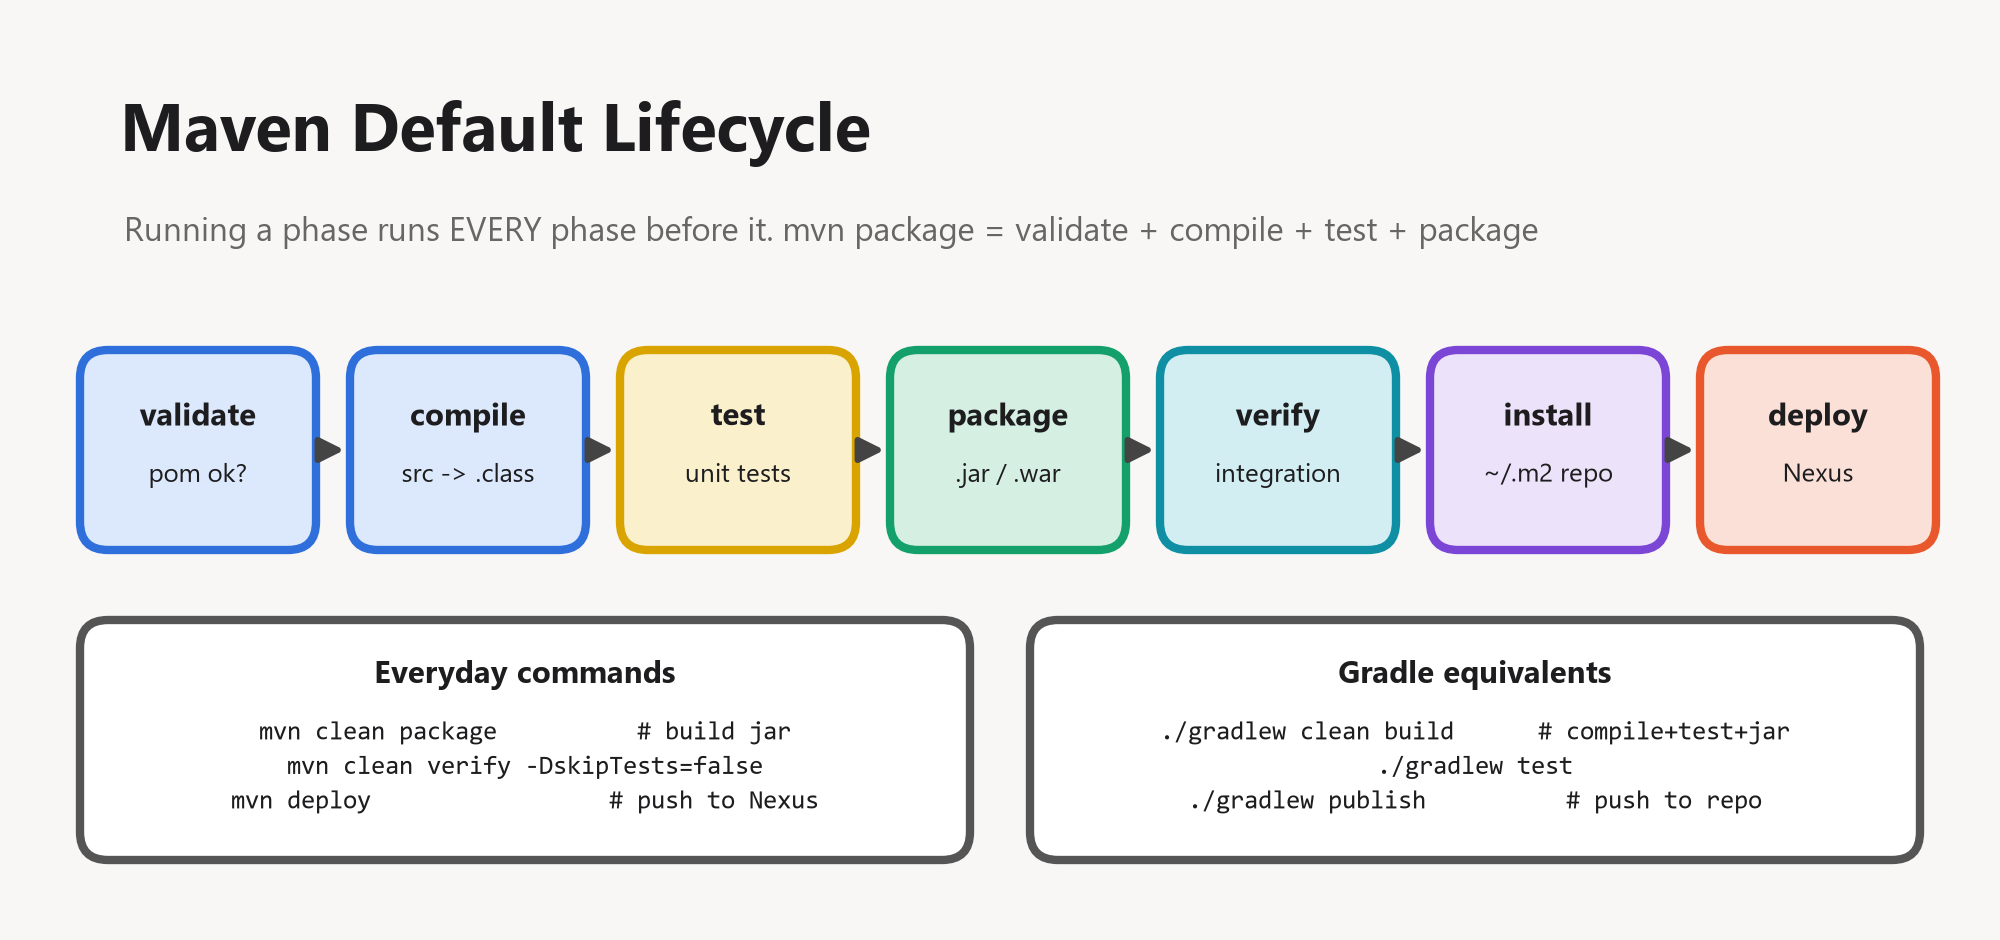 Maven Default Lifecycle
Running a phase runs EVERY phase before it. mvn package = validate + compile + test + package
validate
pom ok?
compile
src -> .class
test
unit tests
package
.jar / .war
verify
integration
install
~/.m2 repo
deploy
Nexus
Everyday commands
mvn clean package          # build jar
mvn clean verify -DskipTests=false
mvn deploy                 # push to Nexus
Gradle equivalents
./gradlew clean build      # compile+test+jar
./gradlew test
./gradlew publish          # push to repo